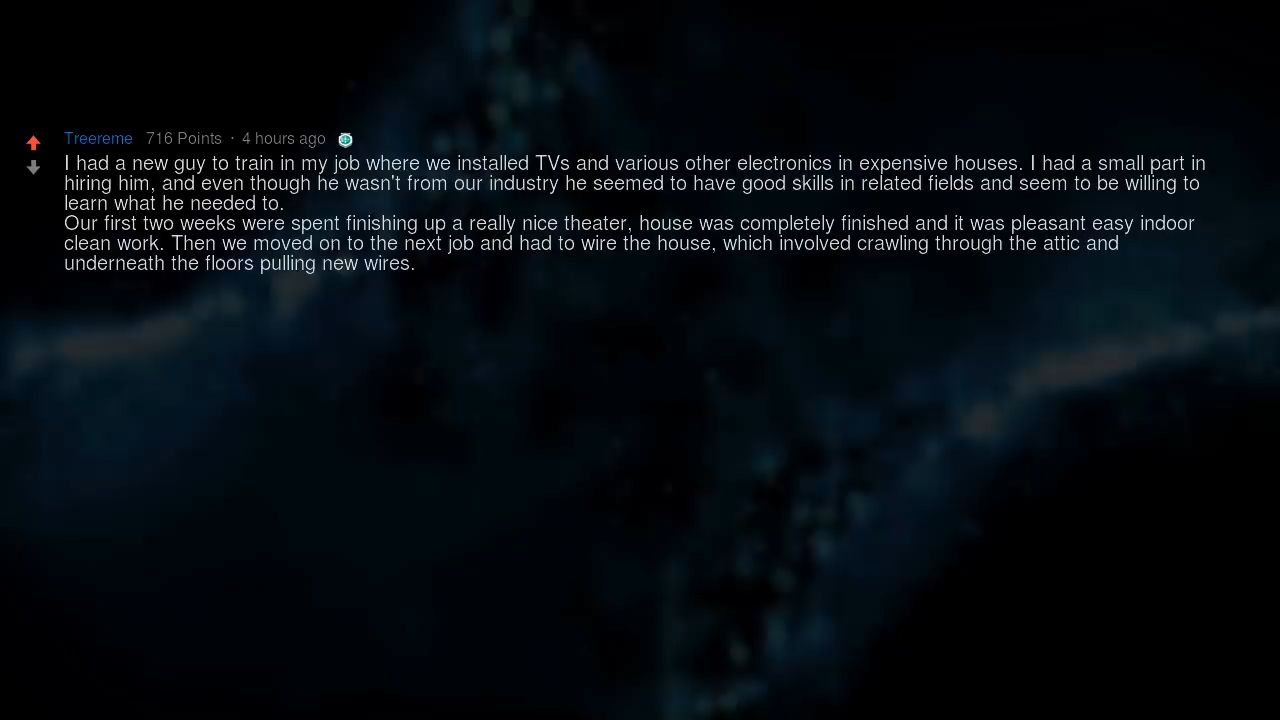 Treereme 716 Points · 4 hours ago
I had a new guy to train in my job where we installed TVs and various other electronics in expensive houses. I had a small part in
hiring him, and even though he wasn't from our industry he seemed to have good skills in related fields and seem to be willing to
learn what he needed to.
Our first two weeks were spent finishing up a really nice theater, house was completely finished and it was pleasant easy indoor
clean work. Then we moved on to the next job and had to wire the house, which involved crawling through the attic and
underneath the floors pulling new wires.